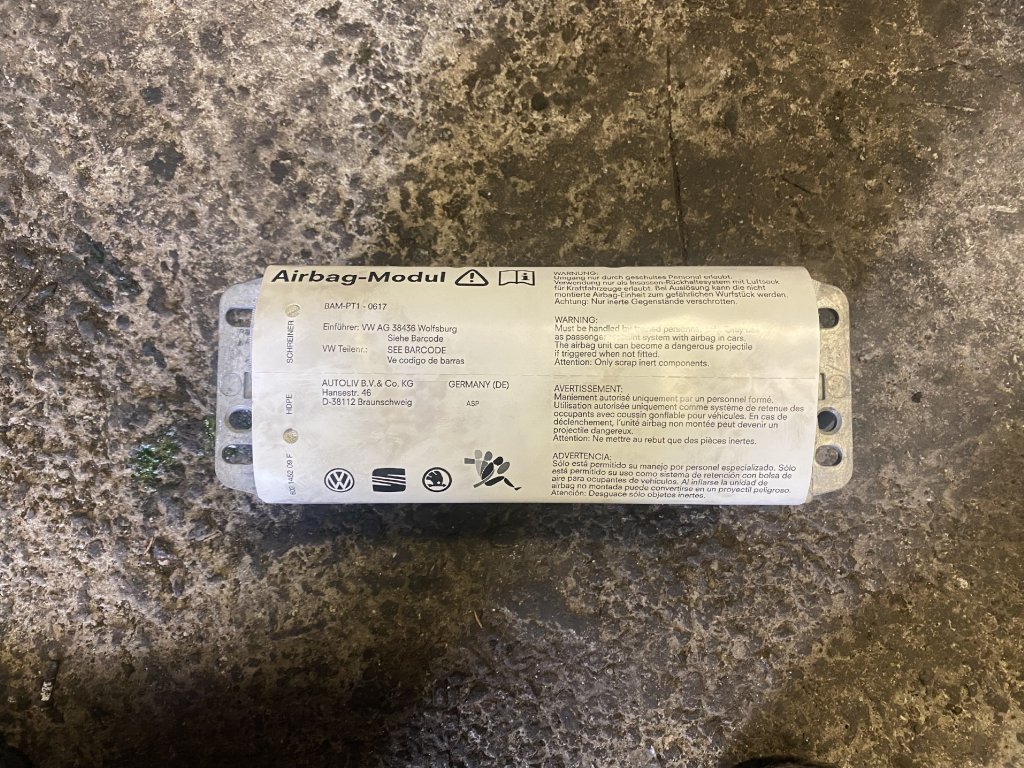 Airbag-Modul
BAM-PT1 - 0617
Einführer: VW AG 38436 Wolfsburg
Siehe Barcode
VW Teilenr.: SEE BARCODE
Ve codigo de barras
AUTOLIV B.V. & Co. KG GERMANY (DE)
Hansestr. 46 ASP
D-38112 Braunschweig
SCHREINER
HDPE
WARNUNG:
Umgang nur durch geschultes Personal erlaubt.
Verwendung nur als Insassen-Rückhaltesystem mit Luftsack
für Kraftfahrzeuge erlaubt. Bei Auslösung kann die nicht
montierte Airbag-Einheit zum gefährlichen Wurfstück werden.
Achtung: Nur inerte Gegenstände verschrotten.
WARNING:
Must be handled by trained
as system with airbag in cars.
The airbag unit can become a dangerous projectile
if triggered when not fitted.
Attention: Only scrap inert components.
AVERTISSEMENT:
Maniement autorisé uniquement par un personnel formé.
Utilisation autorisée uniquement comme système de retenue des
occupants avec coussin gonflable pour véhicules. En cas de
déclenchement, l'unité airbag non montée peut devenir un
projectile dangereux.
Attention: Ne mettre au rebut que des pièces inertes.
ADVERTENCIA:
Sólo está permitido su manejo por personel especializado. Sólo
está permitido su uso como sistema de retención con bolsa de
aire para ocupantes de vehículos. Al inflarse la unidad de
airbag no montada puede convertirse en un proyectil peligroso.
Atención: Desguace sólo objetos inertes.